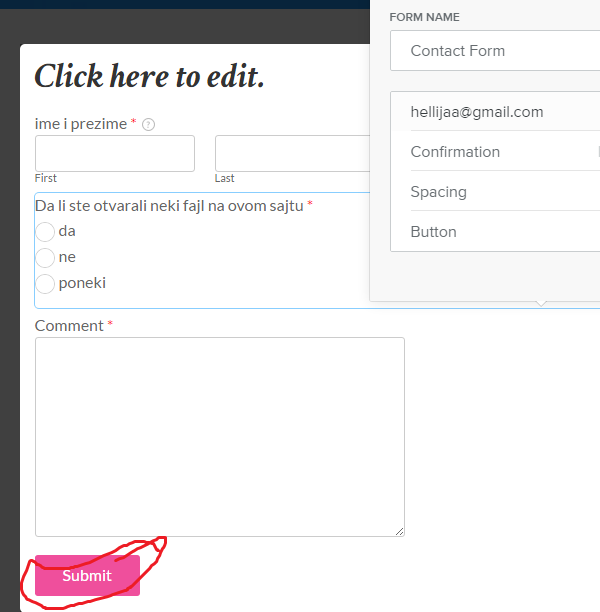 FORM NAME
Contact Form
Click here to edit.
hellijaa@gmail.com
ime i prezime * ?
Confirmation
First
Last
Spacing
Da li ste otvarali neki fajl na ovom sajtu *
da
Button
ne
poneki
Comment *
Submit